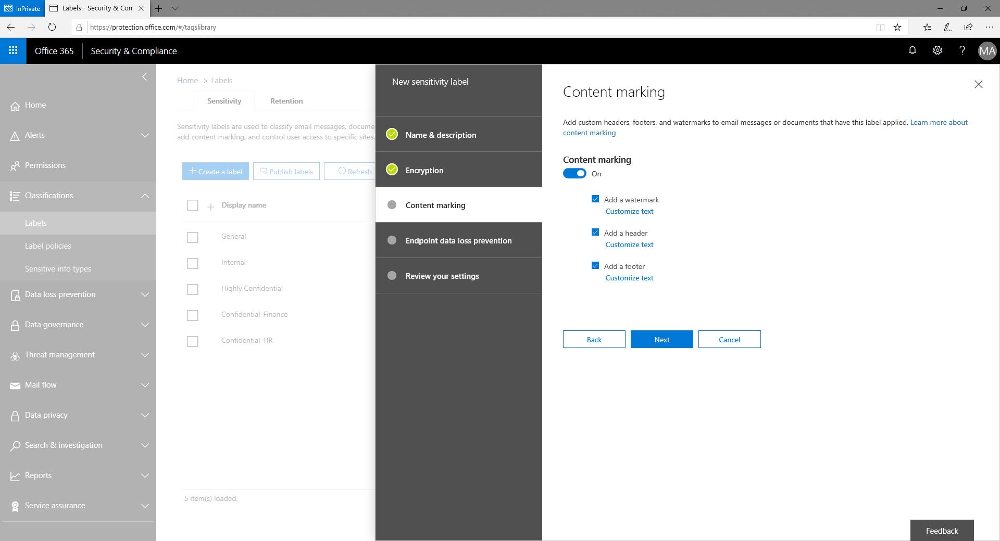 InPrivate
Labels - Security & Con
https://protection.office.com/#/tagslibrary
Office 365
Security & Compliance
MA
Home
Alerts
Permissions
Classifications
Labels
Label policies
Sensitive info types
Data loss prevention
Data governance
Threat management
Mail flow
Data privacy
Search & investigation
Reports
Service assurance
Home > Labels
Sensitivity
Retention
Sensitivity labels are used to classify email messages, docume
add content marking, and control user access to specific sites.
Create a label
Publish labels
Refresh
Display name
General
Internal
Highly Confidential
Confidential-Finance
Confidential-HR
5 item(s) loaded.
New sensitivity label
Name & description
Encryption
Content marking
Endpoint data loss prevention
Review your settings
Content marking
Add custom headers, footers, and watermarks to email messages or documents that have this label applied. Learn more about
content marking
Content marking
On
Add a watermark
Customize text
Add a header
Customize text
Add a footer
Customize text
Back
Next
Cancel
Feedback